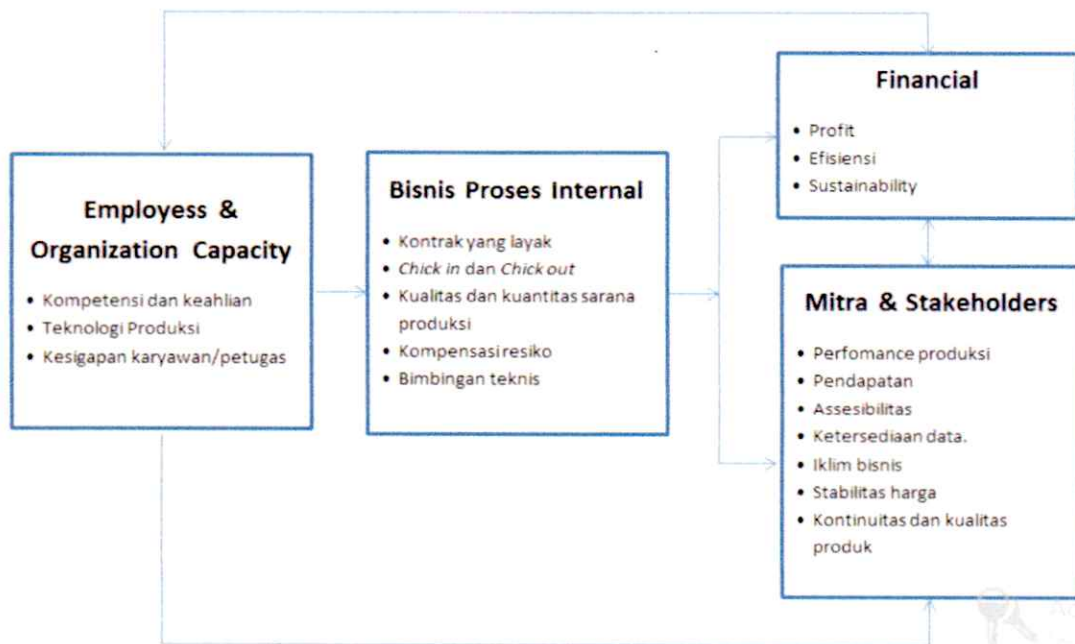 Financial
• Profit
• Efisiensi
• Sustainability
Employess &
Organization Capacity
• Kompetensi dan keahlian
• Teknologi Produksi
• Kesigapan karyawan/petugas
Bisnis Proses Internal
• Kontrak yang layak
• Chick in dan Chick out
• Kualitas dan kuantitas sarana
produksi
• Kompensasi resiko
• Bimbingan teknis
Mitra & Stakeholders
• Perfomance produksi
• Pendapatan
• Assesibilitas
• Ketersediaan data.
• Iklim bisnis
• Stabilitas harga
• Kontinuitas dan kualitas
produk